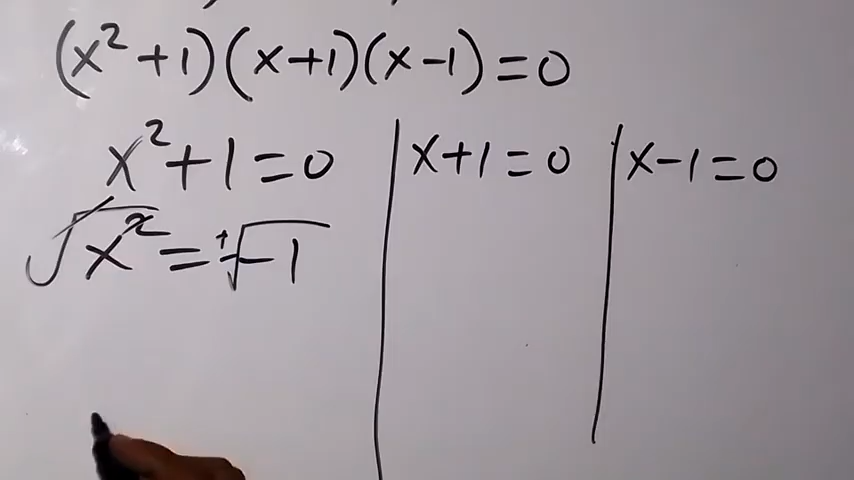 (x²+1)(x+1)(x-1)=0
x²+1=0 | x+1=0 | x-1=0
√x² = ±√-1